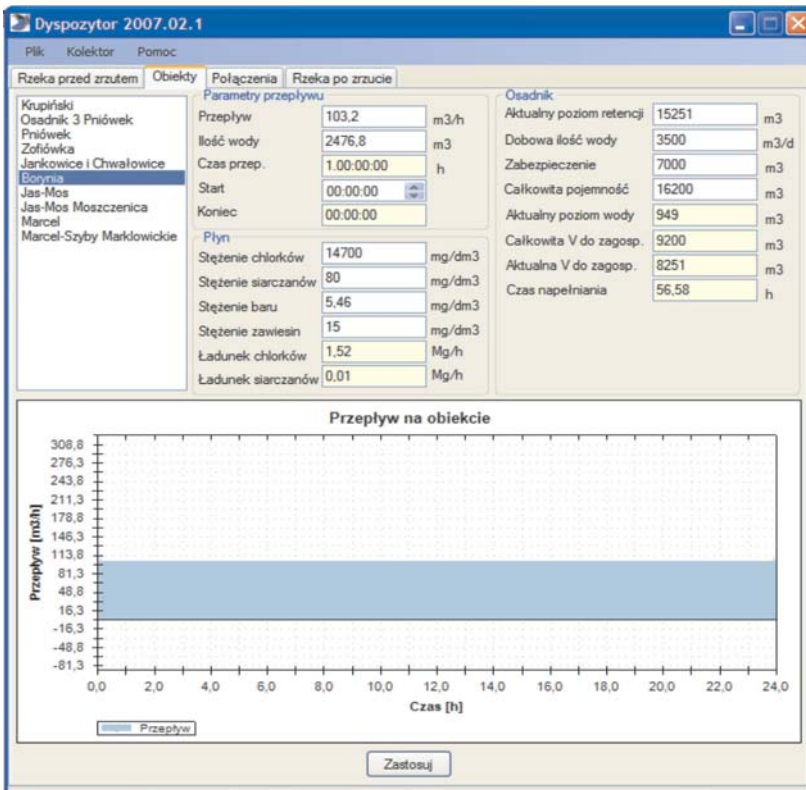 Dyspozytor 2007.02.1
Plik Kolektor Pomoc
Rzeka przed zrzutem Obiekty Połączenia Rzeka po zrzucie
Krupiński
Osadnik 3 Pniówek
Pniówek
Zofiówka
Jankowice i Chwałowice
Borynia
Jas-Mos
Jas-Mos Moszczenica
Marcel
Marcel-Szyby Marklowickie
Parametry przepływu
Przepływ 103,2 m3/h
Ilość wody 2476,8 m3
Czas przep. 1.00:00:00 h
Start 00:00:00
Koniec 00:00:00
Płyn
Stężenie chlorków 14700 mg/dm3
Stężenie siarczanów 80 mg/dm3
Stężenie baru 5,46 mg/dm3
Stężenie zawiesin 15 mg/dm3
Ładunek chlorków 1,52 Mg/h
Ładunek siarczanów 0,01 Mg/h
Osadnik
Aktualny poziom retencji 15251 m3
Dobowa ilość wody 3500 m3/d
Zabezpieczenie 7000 m3
Całkowita pojemność 16200 m3
Aktualny poziom wody 949 m3
Całkowita V do zagosp. 9200 m3
Aktualna V do zagosp. 8251 m3
Czas napełniania 56,58 h
Przepływ na obiekcie
Przepływ [m3/h]
308,8
276,3
243,8
211,3
178,8
146,3
113,8
81,3
48,8
16,3
-16,3
-48,8
-81,3
0,0 2,0 4,0 6,0 8,0 10,0 12,0 14,0 16,0 18,0 20,0 22,0 24,0
Czas [h]
Przepływ
Zastosuj